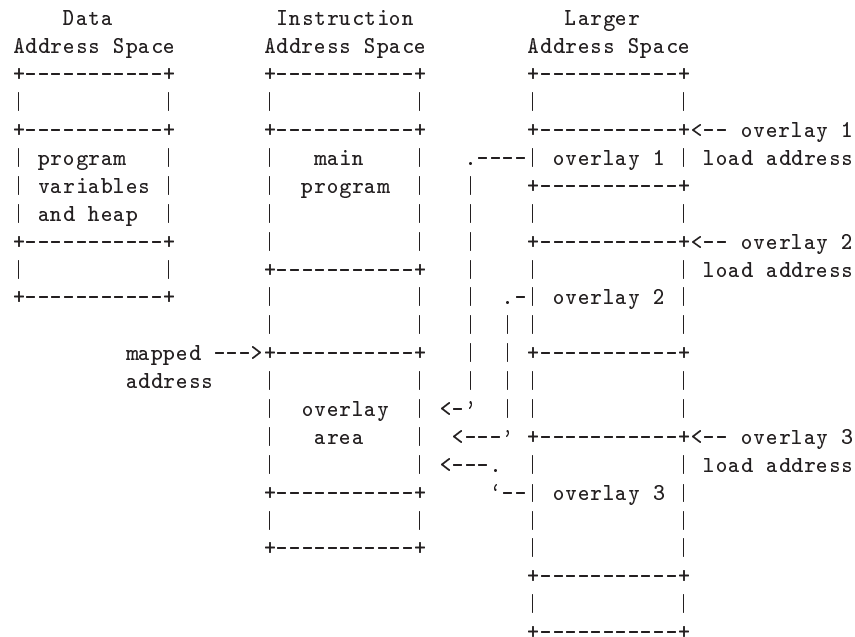 Data             Instruction            Larger
Address Space       Address Space        Address Space
+-----------+       +-----------+        +-----------+
|           |       |           |        |           |
+-----------+       +-----------+        +-----------+<-- overlay 1
| program   |       |   main    |   .----| overlay 1 | load address
| variables |       |  program  |   |    +-----------+
| and heap  |       |           |   |    |           |
+-----------+       |           |   |    +-----------+<-- overlay 2
|           |       +-----------+   |    |           | load address
+-----------+       |           |   |  .-| overlay 2 |
                    |           |   |  | |           |
         mapped --->+-----------+   |  | +-----------+
         address    |           |   |  | |           |
                    |  overlay  | <-'  | |           |
                    |   area    |  <---' +-----------+<-- overlay 3
                    |           | <---.  |           | load address
                    +-----------+     `--| overlay 3 |
                    |           |        |           |
                    +-----------+        |           |
                                         +-----------+
                                         |           |
                                         +-----------+